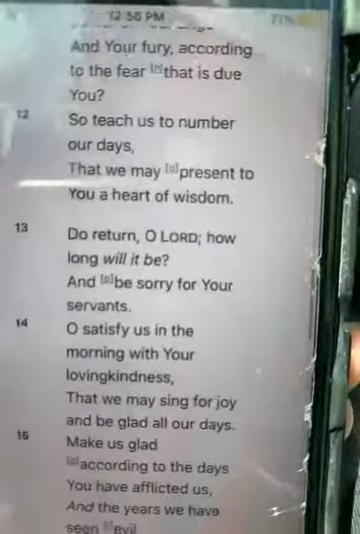 12:56 PM 77%
And Your fury, according
to the fear [n]that is due
You?
12 So teach us to number
our days,
That we may [o]present to
You a heart of wisdom.
13 Do return, O LORD; how
long will it be?
And [p]be sorry for Your
servants.
14 O satisfy us in the
morning with Your
lovingkindness,
That we may sing for joy
and be glad all our days.
15 Make us glad
[q]according to the days
You have afflicted us,
And the years we have
seen evil